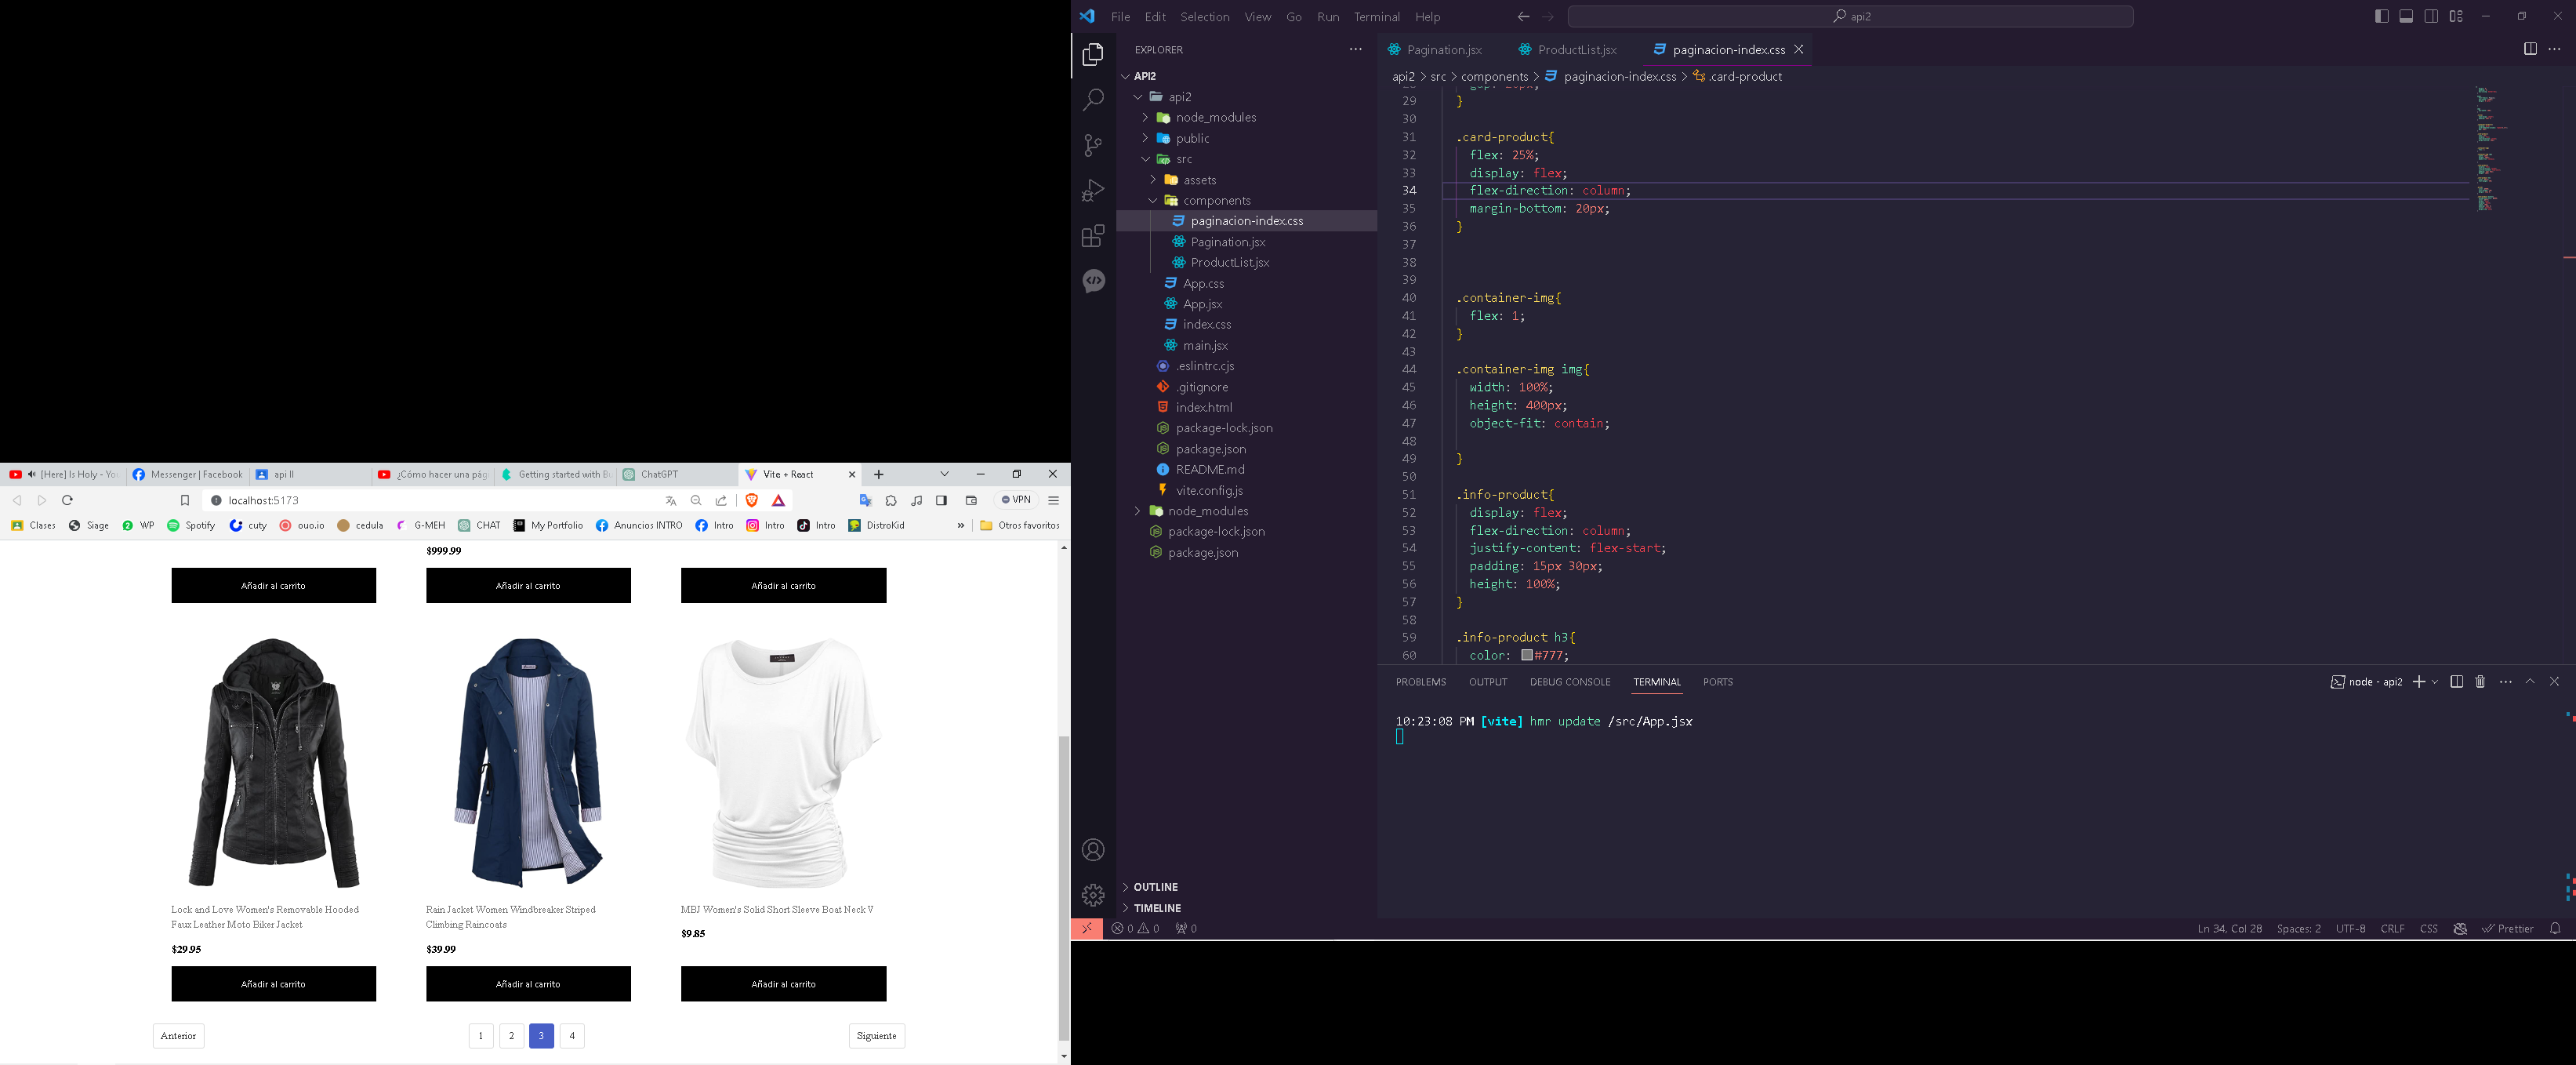 [Here] Is Holy - Yo
Messenger | Facebook
api II
¿Cómo hacer una pág
Getting started with Bu
ChatGPT
Vite + React
localhost:5173
VPN
Clases
Siage
WP
Spotify
cuty
ouo.io
cedula
G-MEH
CHAT
My Portfolio
Anuncios INTRO
Intro
Intro
Intro
DistroKid
»
Otros favoritos
$999.99
Añadir al carrito
Añadir al carrito
Añadir al carrito
Lock and Love Women's Removable Hooded
Faux Leather Moto Biker Jacket
$29.95
Añadir al carrito
Rain Jacket Women Windbreaker Striped
Climbing Raincoats
$39.99
Añadir al carrito
MBJ Women's Solid Short Sleeve Boat Neck V
$9.85
Añadir al carrito
Anterior
1 2 3 4
Siguiente
File Edit Selection View Go Run Terminal Help
api2
EXPLORER
API2
api2
node_modules
public
src
assets
components
paginacion-index.css
Pagination.jsx
ProductList.jsx
App.css
App.jsx
index.css
main.jsx
.eslintrc.cjs
.gitignore
index.html
package-lock.json
package.json
README.md
vite.config.js
node_modules
package-lock.json
package.json
OUTLINE
TIMELINE
Pagination.jsx
ProductList.jsx
paginacion-index.css
api2 > src > components > paginacion-index.css > .card-product
28 gap: 20px;
29 }
30
31 .card-product{
32 flex: 25%;
33 display: flex;
34 flex-direction: column;
35 margin-bottom: 20px;
36 }
37
38
39
40 .container-img{
41 flex: 1;
42 }
43
44 .container-img img{
45 width: 100%;
46 height: 400px;
47 object-fit: contain;
48
49 }
50
51 .info-product{
52 display: flex;
53 flex-direction: column;
54 justify-content: flex-start;
55 padding: 15px 30px;
56 height: 100%;
57 }
58
59 .info-product h3{
60 color: #777;
PROBLEMS OUTPUT DEBUG CONSOLE TERMINAL PORTS
node - api2
10:23:08 PM [vite] hmr update /src/App.jsx
0 0 0
Ln 34, Col 28 Spaces: 2 UTF-8 CRLF CSS Prettier